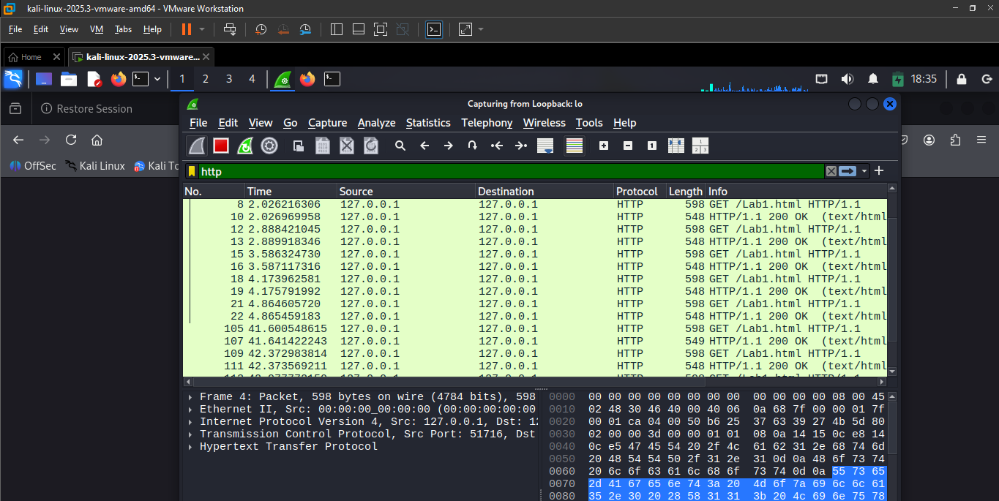 kali-linux-2025.3-vmware-amd64 - VMware Workstation
File Edit View VM Tabs Help
Home kali-linux-2025.3-vmware...
1 2 3 4 18:35
Restore Session
Capturing from Loopback: lo
File Edit View Go Capture Analyze Statistics Telephony Wireless Tools Help
OffSec Kali Linux Kali To
http
No. Time Source Destination Protocol Length Info
8 2.026216306 127.0.0.1 127.0.0.1 HTTP 598 GET /Lab1.html HTTP/1.1
10 2.026969958 127.0.0.1 127.0.0.1 HTTP 548 HTTP/1.1 200 OK (text/html
12 2.888421045 127.0.0.1 127.0.0.1 HTTP 598 GET /Lab1.html HTTP/1.1
13 2.889918346 127.0.0.1 127.0.0.1 HTTP 548 HTTP/1.1 200 OK (text/html
15 3.586324730 127.0.0.1 127.0.0.1 HTTP 598 GET /Lab1.html HTTP/1.1
16 3.587117316 127.0.0.1 127.0.0.1 HTTP 548 HTTP/1.1 200 OK (text/html
18 4.173962581 127.0.0.1 127.0.0.1 HTTP 598 GET /Lab1.html HTTP/1.1
19 4.175791992 127.0.0.1 127.0.0.1 HTTP 548 HTTP/1.1 200 OK (text/html
21 4.864605720 127.0.0.1 127.0.0.1 HTTP 598 GET /Lab1.html HTTP/1.1
22 4.865459183 127.0.0.1 127.0.0.1 HTTP 548 HTTP/1.1 200 OK (text/html
105 41.600548615 127.0.0.1 127.0.0.1 HTTP 598 GET /Lab1.html HTTP/1.1
107 41.641422243 127.0.0.1 127.0.0.1 HTTP 549 HTTP/1.1 200 OK (text/html
109 42.372983814 127.0.0.1 127.0.0.1 HTTP 598 GET /Lab1.html HTTP/1.1
111 42.373569211 127.0.0.1 127.0.0.1 HTTP 548 HTTP/1.1 200 OK (text/html
Frame 4: Packet, 598 bytes on wire (4784 bits), 598
Ethernet II, Src: 00:00:00_00:00:00 (00:00:00:00:00
Internet Protocol Version 4, Src: 127.0.0.1, Dst: 12
Transmission Control Protocol, Src Port: 51716, Dst
Hypertext Transfer Protocol
0000 00 00 00 00 00 00 00 00 00 00 00 00 08 00 45
0010 02 48 30 46 40 00 40 06 0a 68 7f 00 00 01 7f
0020 00 01 ca 04 00 50 b6 25 37 63 39 27 4b 5d 80
0030 02 00 00 3d 00 00 01 01 08 0a 14 15 0c e8 14
0040 0c e5 47 45 54 20 2f 4c 61 62 31 2e 68 74 6d
0050 20 48 54 54 50 2f 31 2e 31 0d 0a 48 6f 73 74
0060 20 6c 6f 63 61 6c 68 6f 73 74 0d 0a 55 73 65
0070 2d 41 67 65 6e 74 3a 20 4d 6f 7a 69 6c 6c 61
0080 35 2e 30 20 28 58 31 31 3b 20 4c 69 6e 75 78